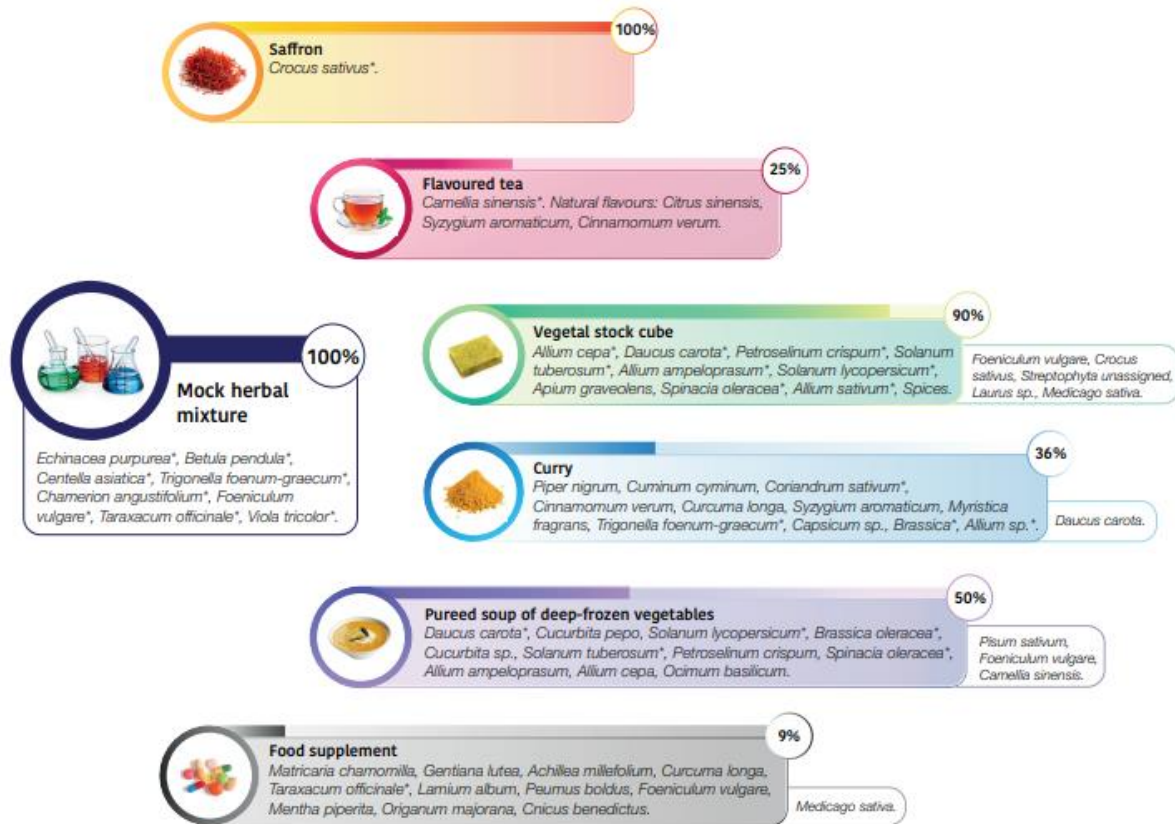 100%
Saffron
Crocus sativus*.
25%
Flavoured tea
Camellia sinensis*. Natural flavours: Citrus sinensis,
Syzygium aromaticum, Cinnamomum verum.
100%
Mock herbal
mixture
Echinacea purpurea*, Betula pendula*,
Centella asiatica*, Trigonella foenum-graecum*,
Chamerion angustifolium*, Foeniculum
vulgare*, Taraxacum officinale*, Viola tricolor*.
90%
Vegetal stock cube
Allium cepa*, Daucus carota*, Petroselinum crispum*, Solanum
tuberosum*, Allium ampeloprasum*, Solanum lycopersicum*,
Apium graveolens, Spinacia oleracea*, Allium sativum*, Spices.
Foeniculum vulgare, Crocus
sativus, Streptophyta unassigned,
Laurus sp., Medicago sativa.
36%
Curry
Piper nigrum, Cuminum cyminum, Coriandrum sativum*,
Cinnamomum verum, Curcuma longa, Syzygium aromaticum, Myristica
fragrans, Trigonella foenum-graecum*, Capsicum sp., Brassica*, Allium sp.*.
Daucus carota.
50%
Pureed soup of deep-frozen vegetables
Daucus carota*, Cucurbita pepo, Solanum lycopersicum*, Brassica oleracea*,
Cucurbita sp., Solanum tuberosum*, Petroselinum crispum, Spinacia oleracea*,
Allium ampeloprasum, Allium cepa, Ocimum basilicum.
Pisum sativum,
Foeniculum vulgare,
Camellia sinensis.
9%
Food supplement
Matricaria chamomilla, Gentiana lutea, Achillea millefolium, Curcuma longa,
Taraxacum officinale*, Lamium album, Peumus boldus, Foeniculum vulgare,
Mentha piperita, Origanum majorana, Cnicus benedictus.
Medicago sativa.